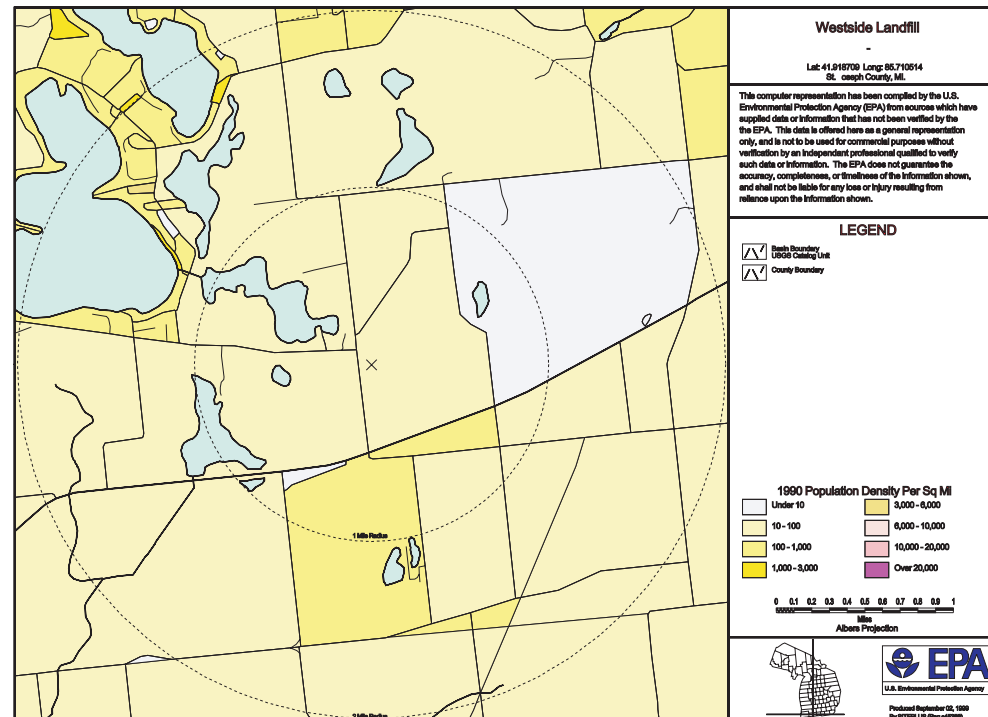 Westside Landfill
-
Lat: 41.918709 Long: 85.710514
St. oseph County, MI.
This computer representation has been compiled by the U.S.
Environmental Protection Agency (EPA) from sources which have
supplied data or information that has not been verified by the
the EPA. This data is offered here as a general representation
only, and is not to be used for commercial purposes without
verification by an independent professional qualified to verify
such data or information. The EPA does not guarantee the
accuracy, completeness, or timeliness of the information shown,
and shall not be liable for any loss or injury resulting from
reliance upon the information shown.
LEGEND
Basin Boundary
USGS Catalog Unit
County Boundary
1990 Population Density Per Sq Mi
Under 10
10 - 100
100 - 1,000
1,000 - 3,000
3,000 - 6,000
6,000 - 10,000
10,000 - 20,000
Over 20,000
0 0.1 0.2 0.3 0.4 0.5 0.6 0.7 0.8 0.9 1
Miles
Albers Projection
EPA
U.S. Environmental Protection Agency
Produced September 02, 1999
1 Mile Radius
2 Mile Radius